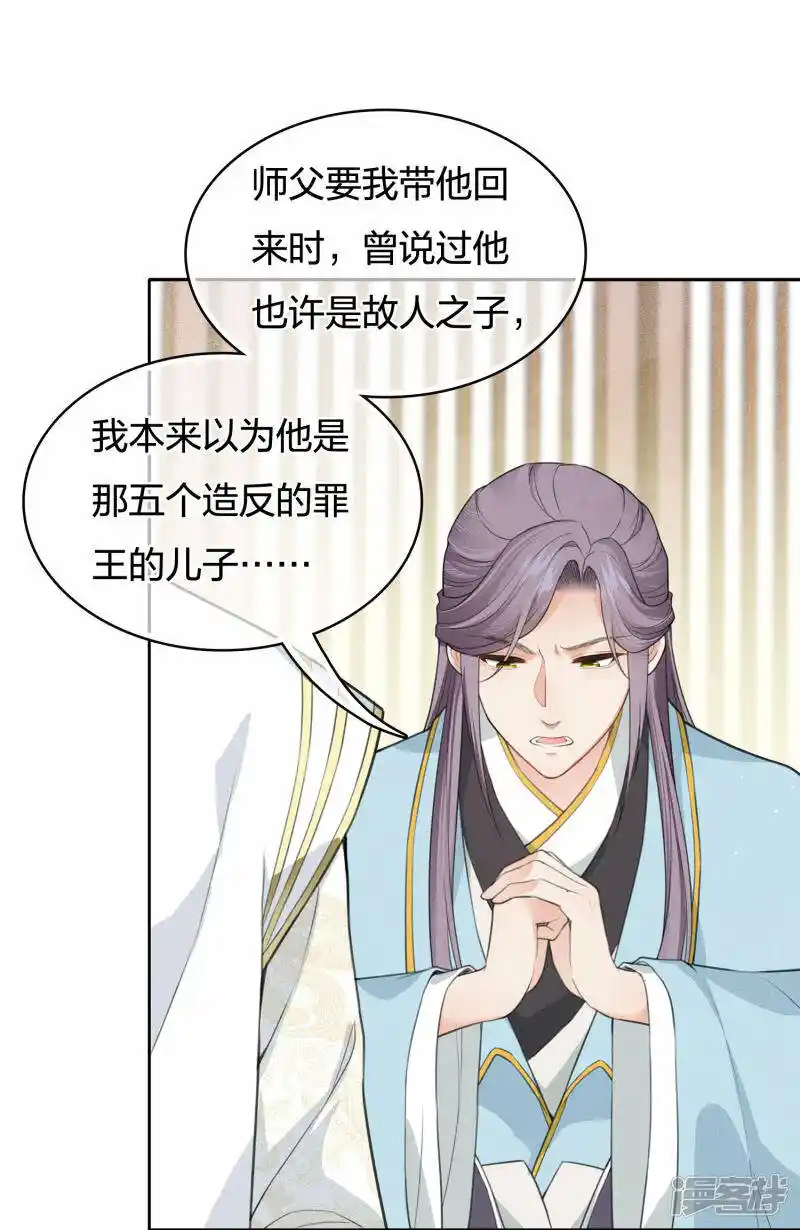 师父要我带他回
来时，曾说过他
也许是故人之子，
我本来以为他是
那五个造反的罪
王的儿子……
漫客栈